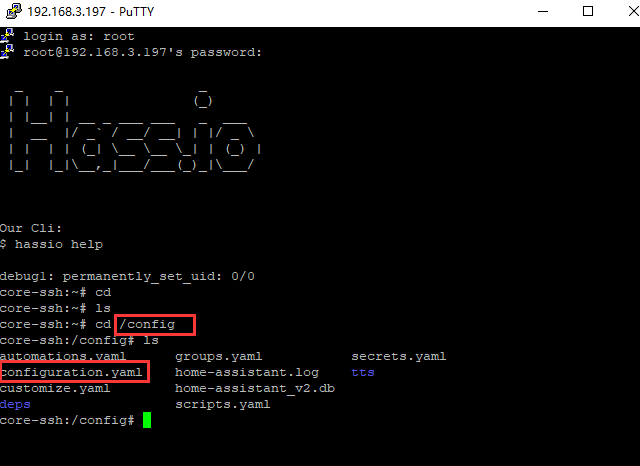 192.168.3.197 - PuTTY
login as: root
root@192.168.3.197's password:
Hass.io
Our Cli:
$ hassio help
debug1: permanently_set_uid: 0/0
core-ssh:~# cd
core-ssh:~# ls
core-ssh:~# cd /config
core-ssh:/config# ls
automations.yaml groups.yaml secrets.yaml
configuration.yaml home-assistant.log tts
customize.yaml home-assistant_v2.db
deps scripts.yaml
core-ssh:/config#